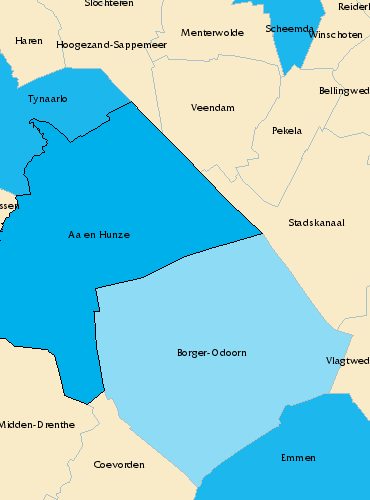 Slochteren
Reiderl
Menterwolde
Scheemda
Winschoten
Haren
Hoogezand-Sappemeer
Bellingwed
Tynaarlo
Veendam
Pekela
ssen
Stadskanaal
Aa en Hunze
Borger-Odoorn
Vlagtwed
Midden-Drenthe
Coevorden
Emmen